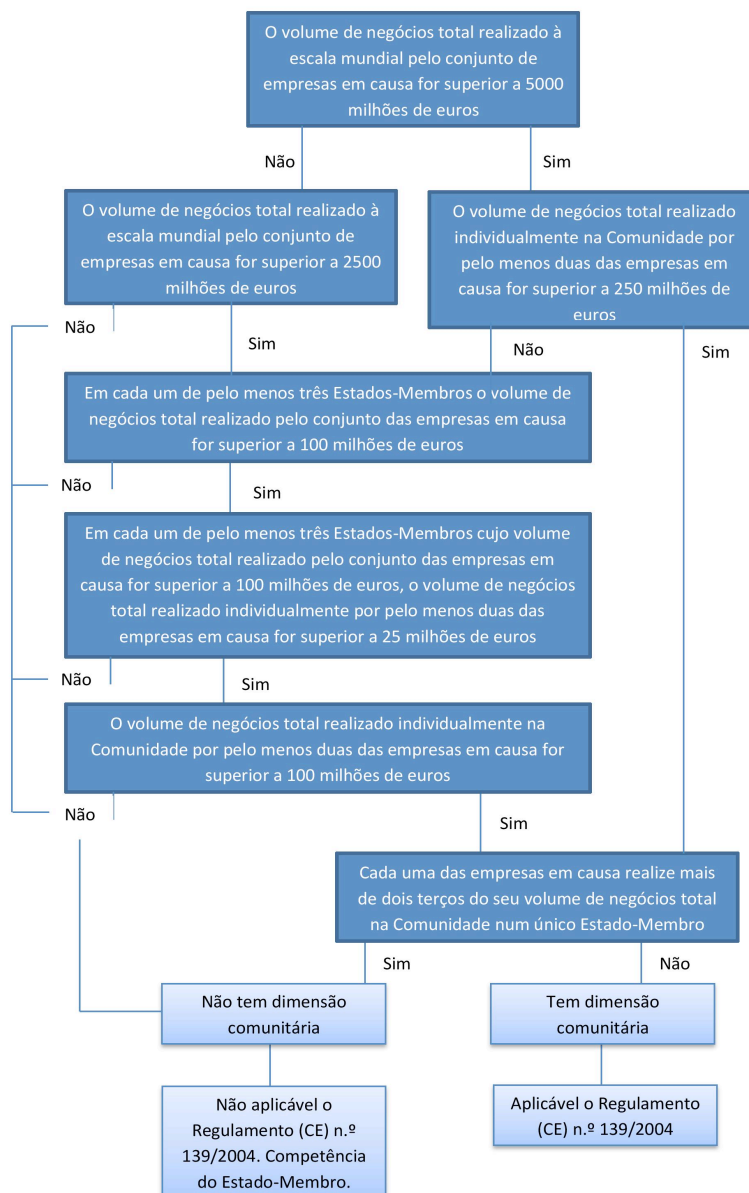 O volume de negócios total realizado à
escala mundial pelo conjunto de
empresas em causa for superior a 5000
milhões de euros
Não
Sim
O volume de negócios total realizado à
escala mundial pelo conjunto de
empresas em causa for superior a 2500
milhões de euros
O volume de negócios total realizado
individualmente na Comunidade por
pelo menos duas das empresas em
causa for superior a 250 milhões de
euros
Não
Sim
Não
Sim
Em cada um de pelo menos três Estados-Membros o volume de
negócios total realizado pelo conjunto das empresas em causa
for superior a 100 milhões de euros
Não
Sim
Em cada um de pelo menos três Estados-Membros cujo volume
de negócios total realizado pelo conjunto das empresas em
causa for superior a 100 milhões de euros, o volume de negócios
total realizado individualmente por pelo menos duas das
empresas em causa for superior a 25 milhões de euros
Não
Sim
O volume de negócios total realizado individualmente na
Comunidade por pelo menos duas das empresas em causa for
superior a 100 milhões de euros
Não
Sim
Cada uma das empresas em causa realize mais
de dois terços do seu volume de negócios total
na Comunidade num único Estado-Membro
Sim
Não
Não tem dimensão
comunitária
Tem dimensão
comunitária
Não aplicável o
Regulamento (CE) n.º
139/2004. Competência
do Estado-Membro.
Aplicável o Regulamento
(CE) n.º 139/2004